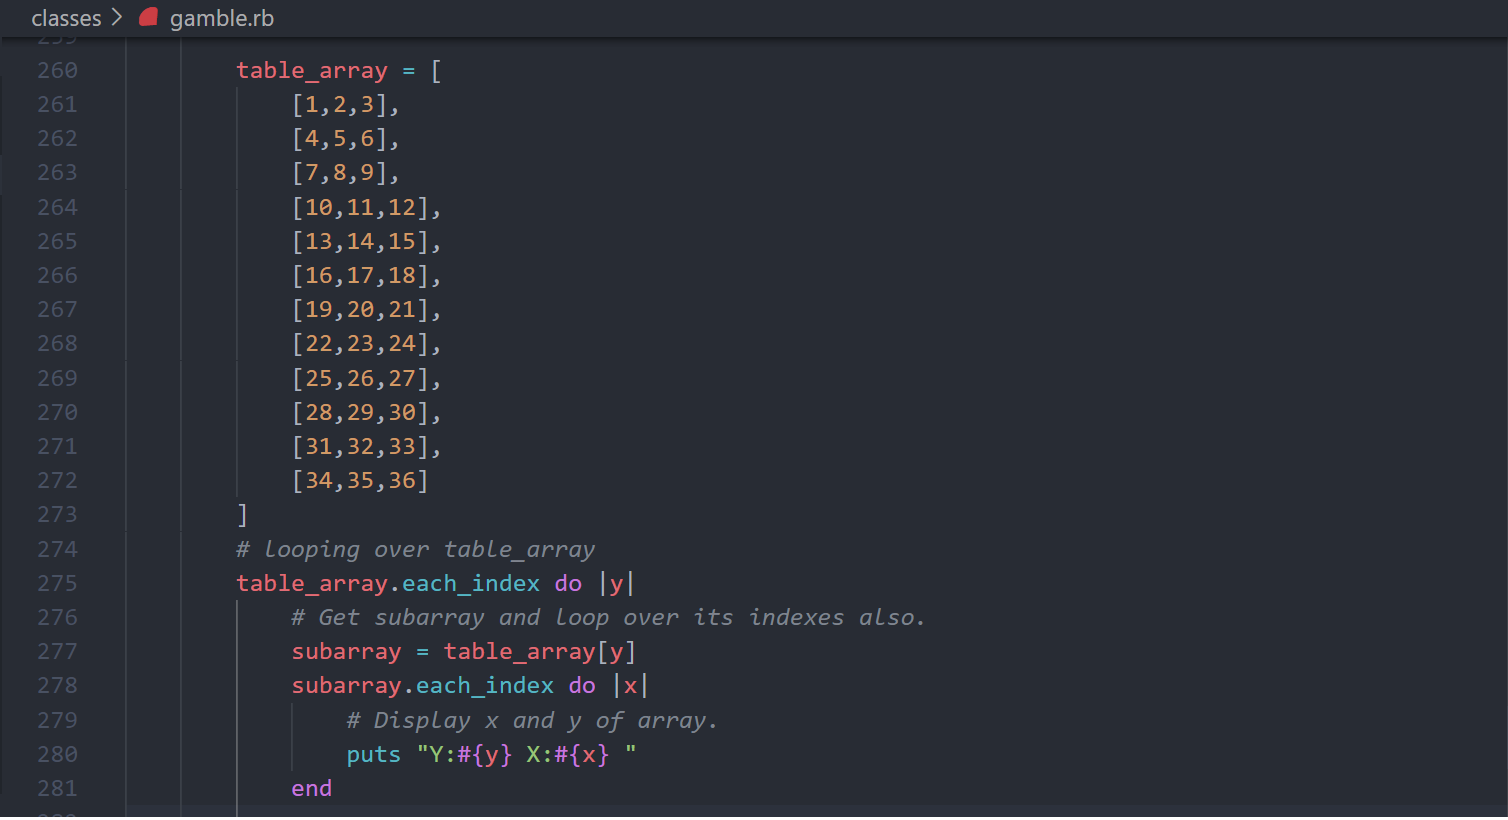 classes > gamble.rb
260 table_array = [
261 [1,2,3],
262 [4,5,6],
263 [7,8,9],
264 [10,11,12],
265 [13,14,15],
266 [16,17,18],
267 [19,20,21],
268 [22,23,24],
269 [25,26,27],
270 [28,29,30],
271 [31,32,33],
272 [34,35,36]
273 ]
274 # looping over table_array
275 table_array.each_index do |y|
276 # Get subarray and loop over its indexes also.
277 subarray = table_array[y]
278 subarray.each_index do |x|
279 # Display x and y of array.
280 puts "Y:#{y} X:#{x} "
281 end